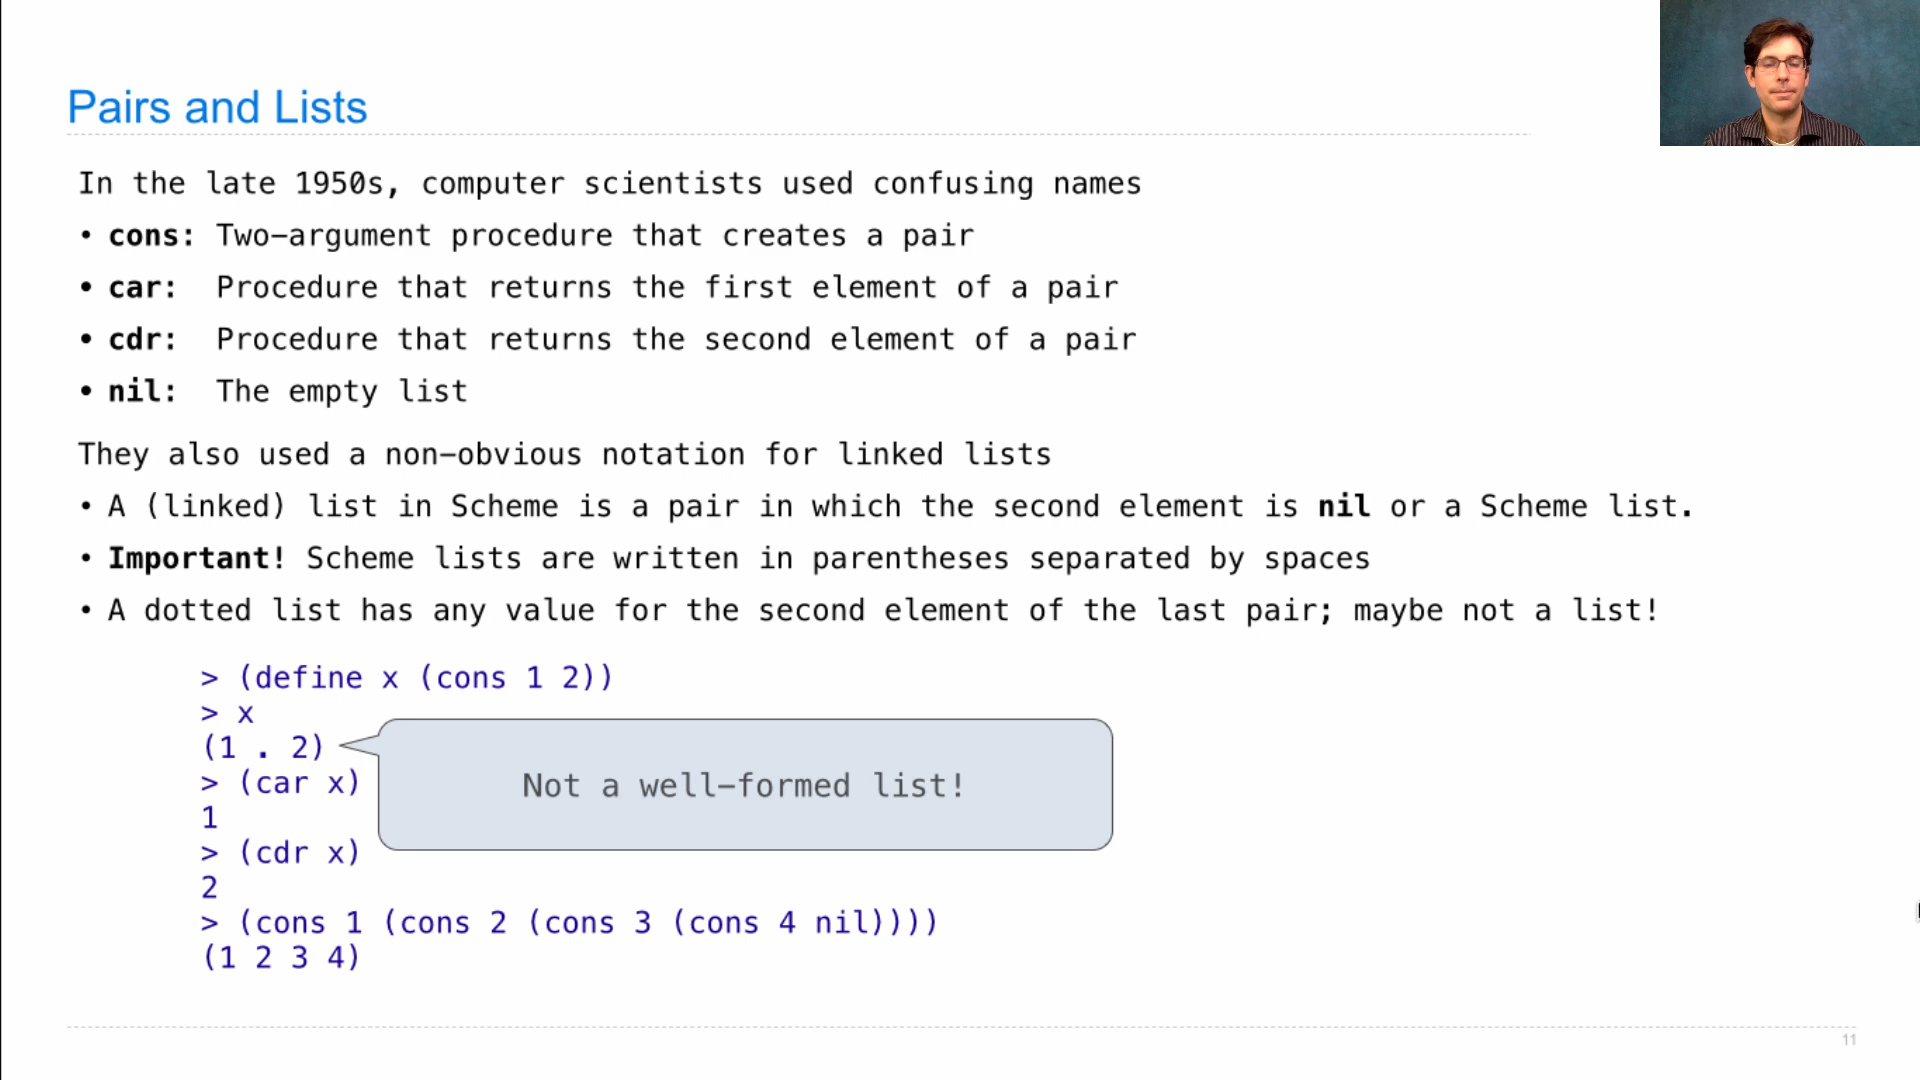 Pairs and Lists
In the late 1950s, computer scientists used confusing names
• cons: Two-argument procedure that creates a pair
• car: Procedure that returns the first element of a pair
• cdr: Procedure that returns the second element of a pair
• nil: The empty list
They also used a non-obvious notation for linked lists
• A (linked) list in Scheme is a pair in which the second element is nil or a Scheme list.
• Important! Scheme lists are written in parentheses separated by spaces
• A dotted list has any value for the second element of the last pair; maybe not a list!
> (define x (cons 1 2))
> x
(1 . 2)
Not a well-formed list!
> (car x)
1
> (cdr x)
2
> (cons 1 (cons 2 (cons 3 (cons 4 nil))))
(1 2 3 4)
11